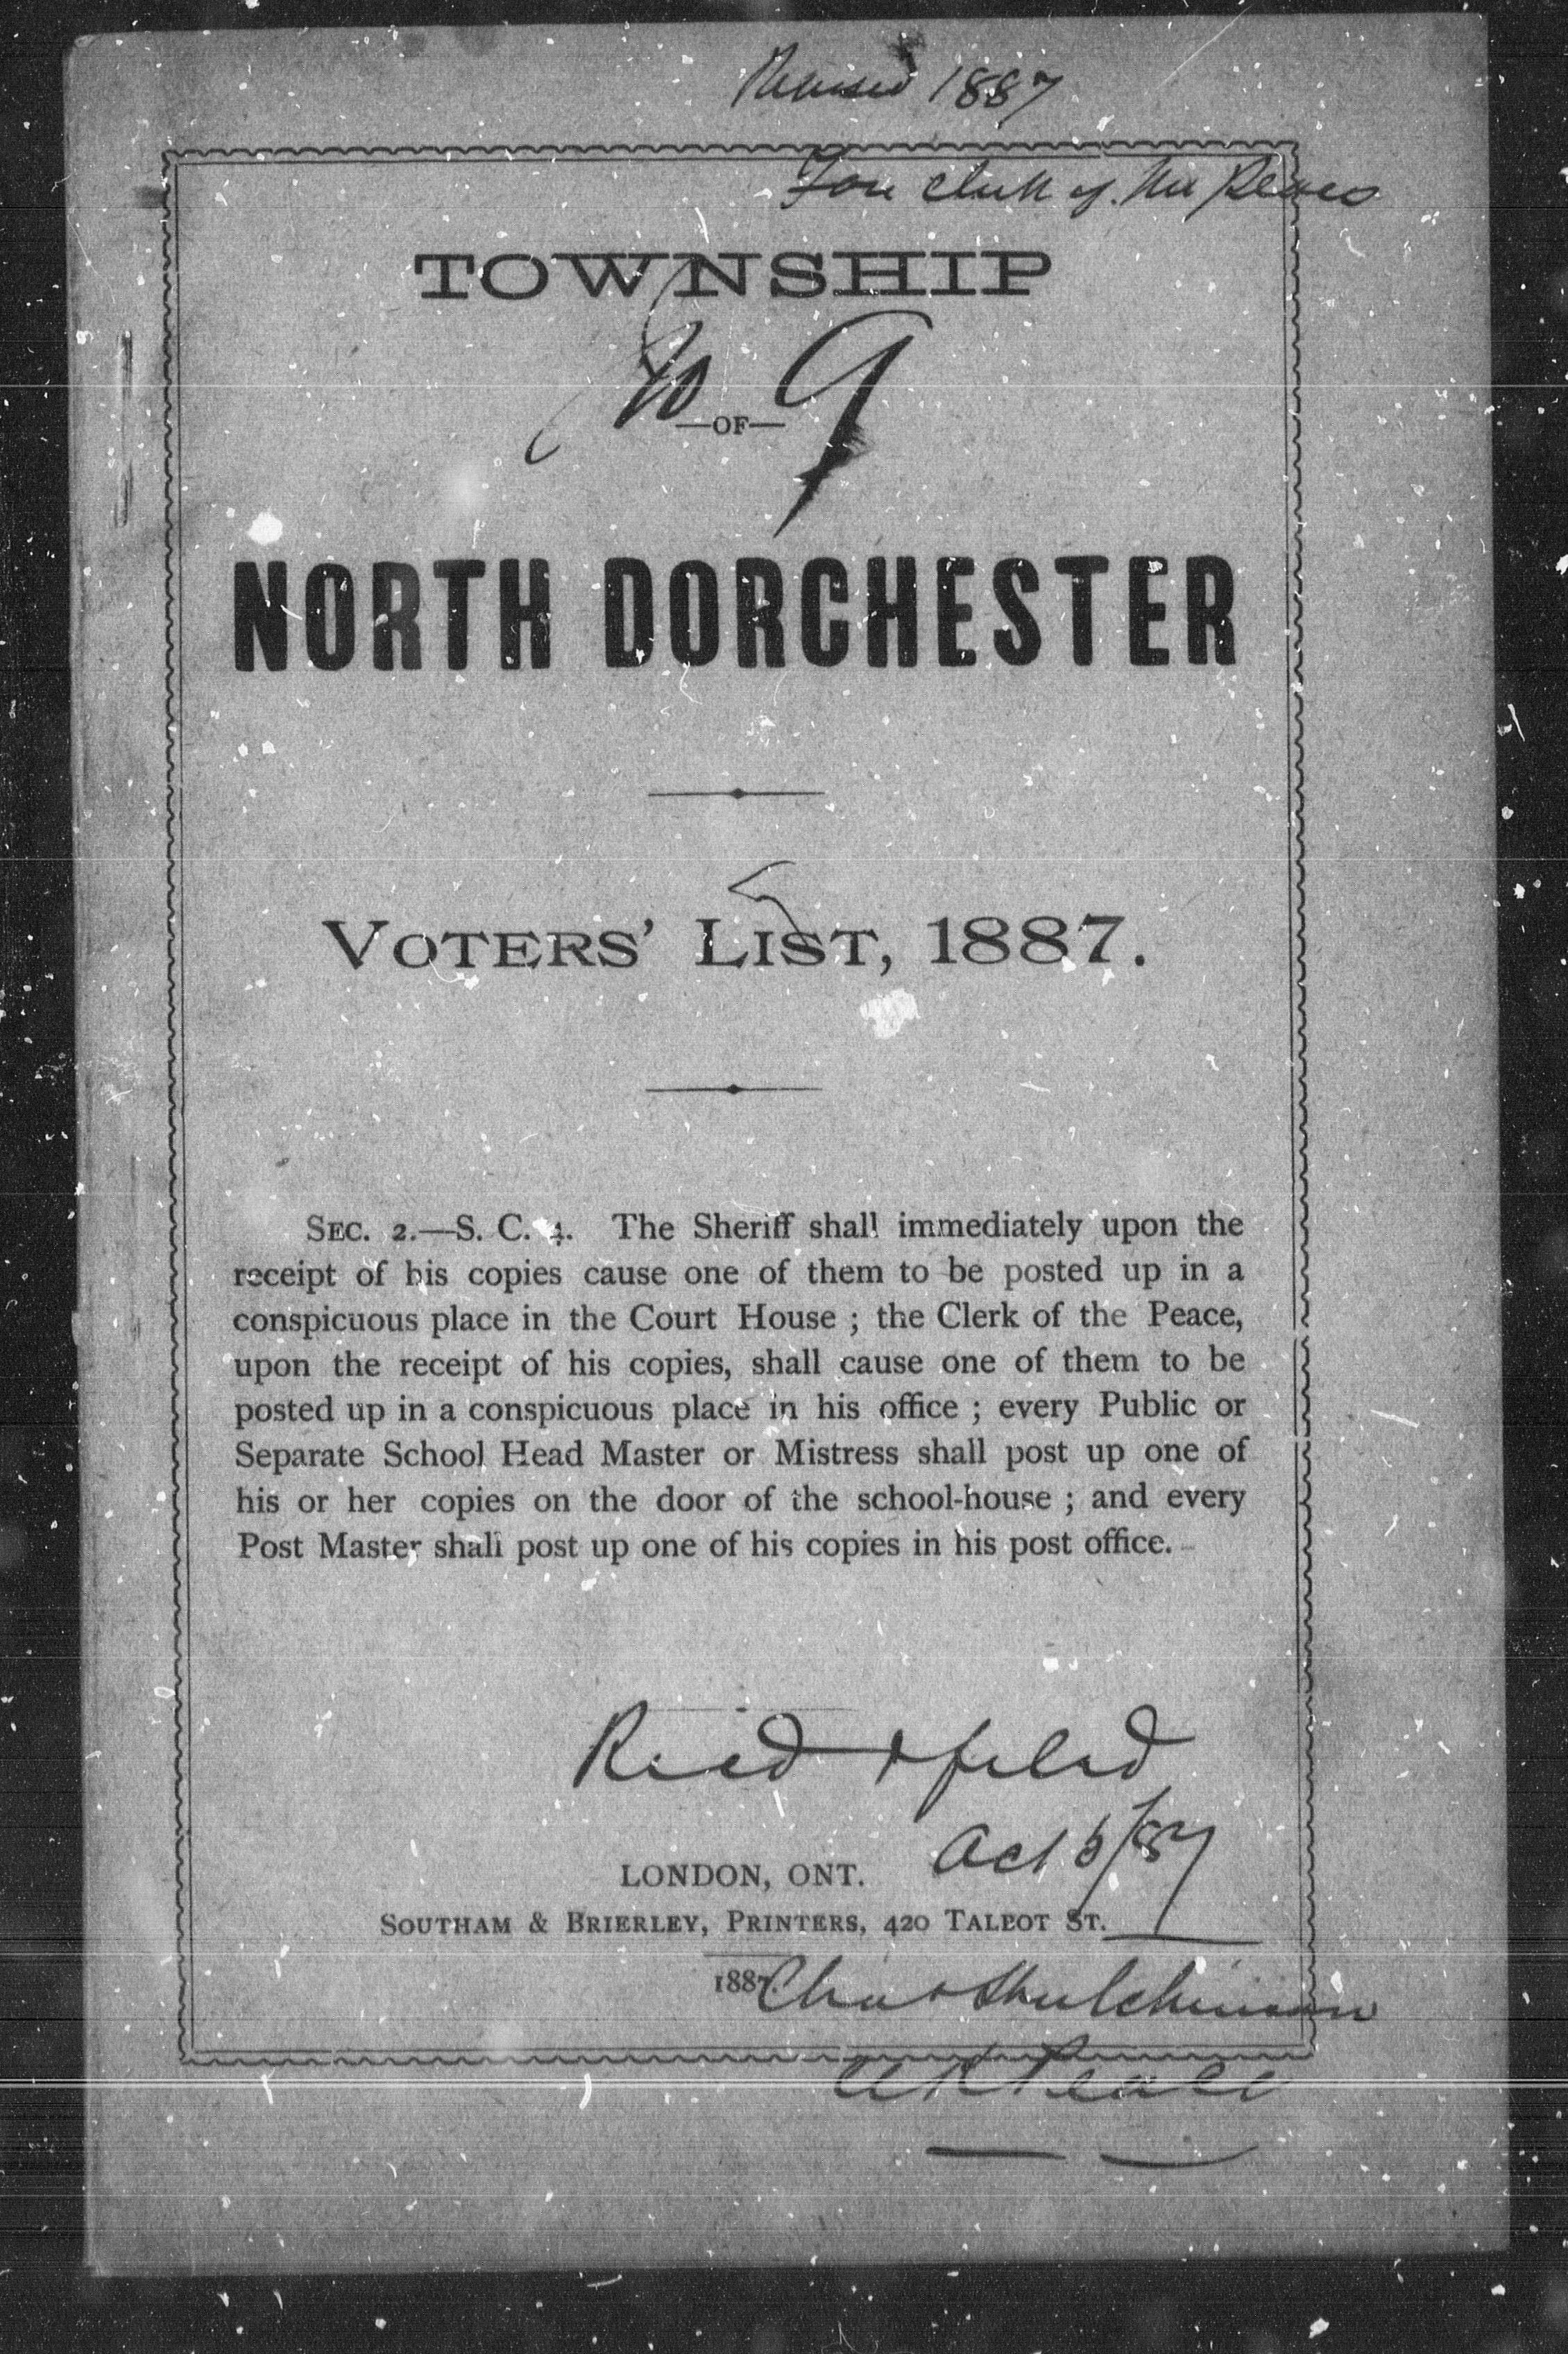 Revised 1887
For Clerk of the Peace
TOWNSHIP
No 9
—OF—
NORTH DORCHESTER
VOTERS' LIST, 1887.
SEC. 2.—S. C. 4. The Sheriff shall immediately upon the
receipt of his copies cause one of them to be posted up in a
conspicuous place in the Court House ; the Clerk of the Peace,
upon the receipt of his copies, shall cause one of them to be
posted up in a conspicuous place in his office ; every Public or
Separate School Head Master or Mistress shall post up one of
his or her copies on the door of the school-house ; and every
Post Master shall post up one of his copies in his post office.
Recd & filed
Oct 6/87
LONDON, ONT.
SOUTHAM & BRIERLEY, PRINTERS, 420 TALBOT ST.
1887.
Chas Hutchinson
Peace